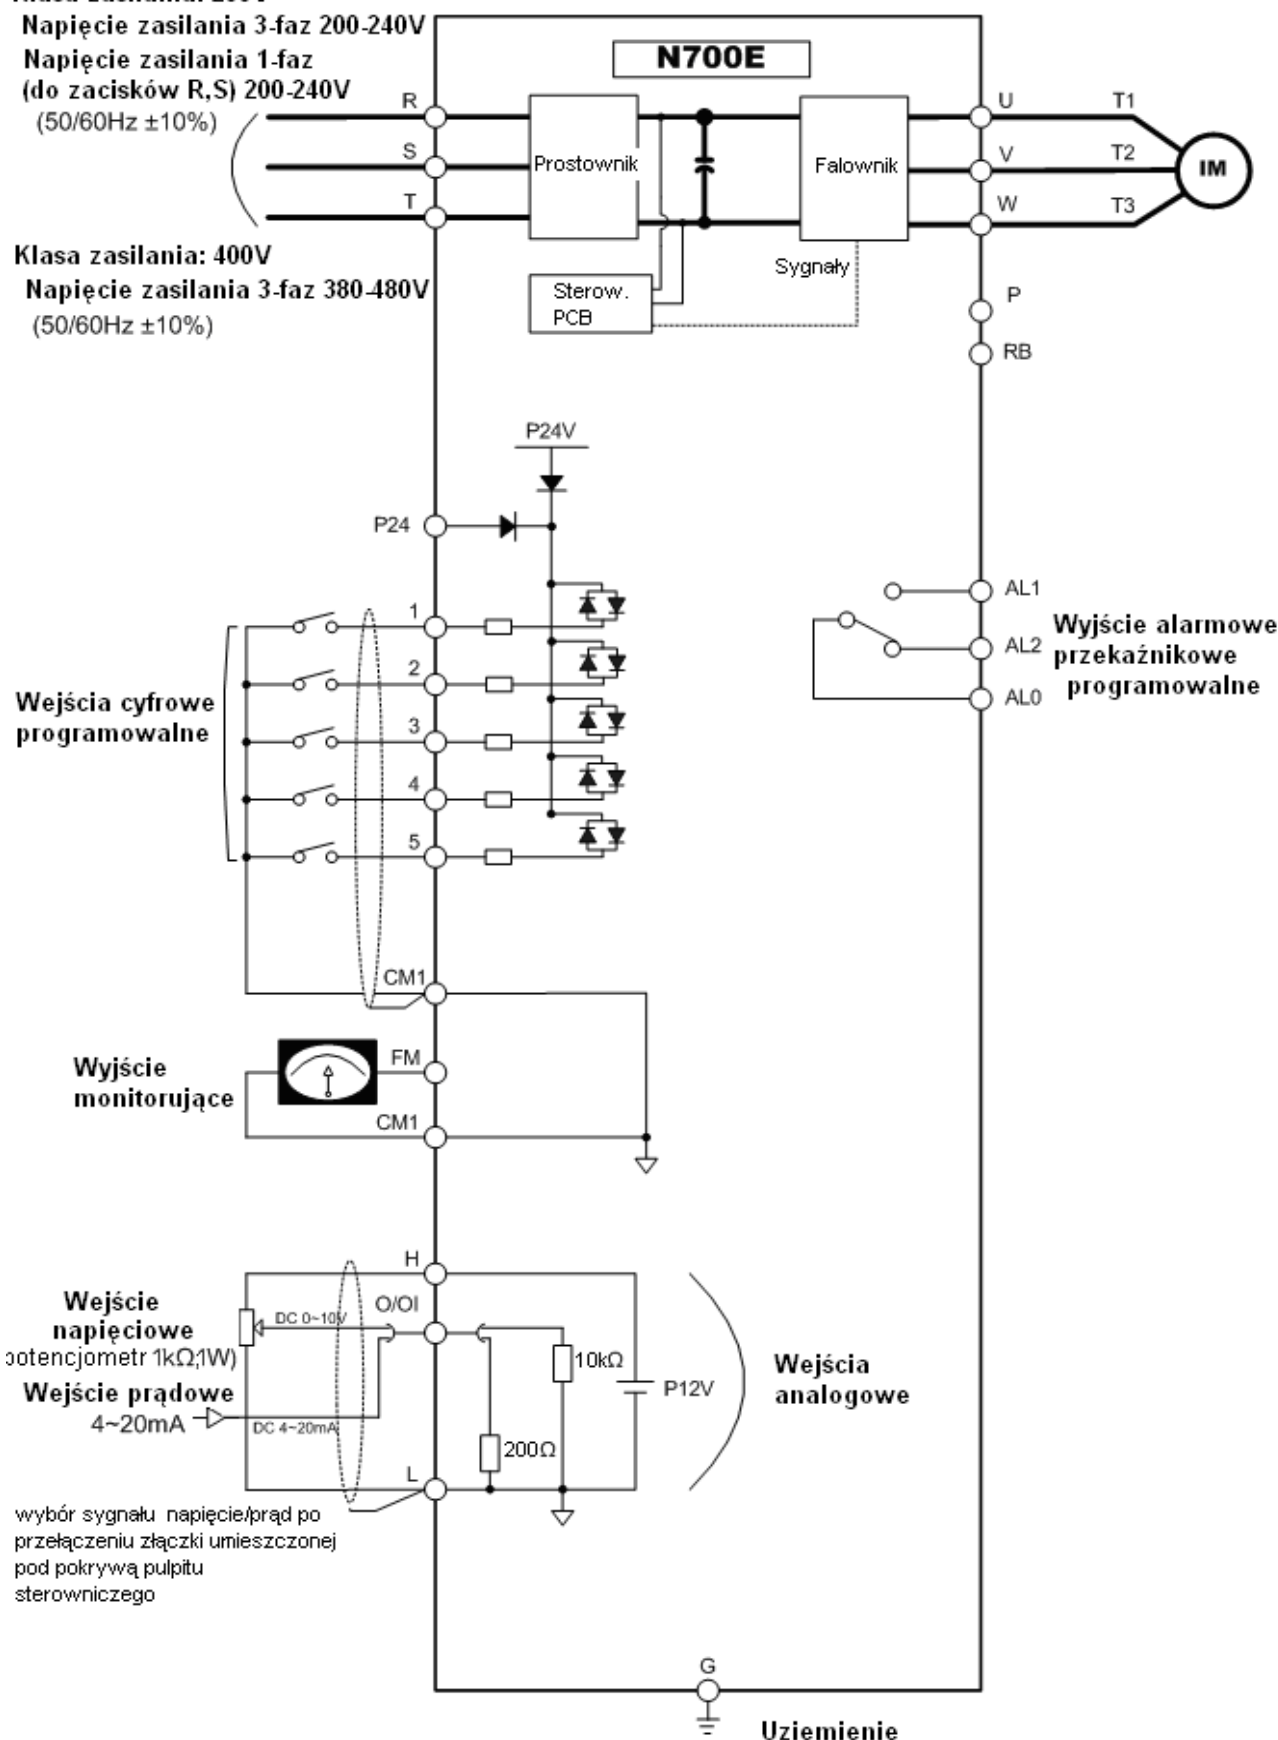 Napięcie zasilania 3-faz 200-240V
Napięcie zasilania 1-faz
(do zacisków R,S) 200-240V
(50/60Hz ±10%)
N700E
R
S
T
Prostownik
Falownik
U
V
W
T1
T2
T3
IM
Klasa zasilania: 400V
Napięcie zasilania 3-faz 380-480V
(50/60Hz ±10%)
Sterow.
PCB
Sygnały
P
RB
P24V
P24
1
2
3
4
5
Wejścia cyfrowe
programowalne
CM1
AL1
AL2
AL0
Wyjście alarmowe
przekaźnikowe
programowalne
Wyjście
monitorujące
FM
CM1
H
O/OI
L
Wejście
napięciowe
potencjometr 1kΩ,1W)
DC 0~10V
Wejście prądowe
4~20mA
DC 4~20mA
10kΩ
200Ω
P12V
Wejścia
analogowe
wybór sygnału napięcie/prąd po
przełączeniu złączki umieszczonej
pod pokrywą pulpitu
sterowniczego
G
Uziemienie